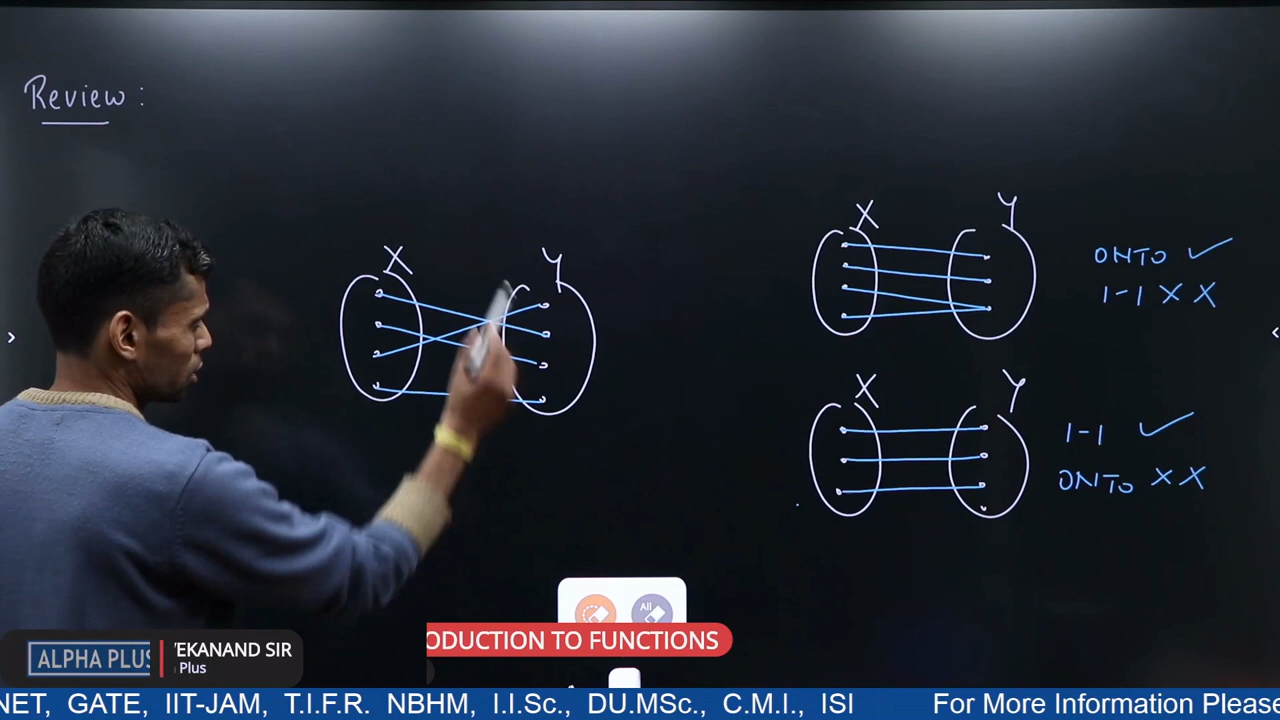 Review :
X Y
X Y
ONTO ✓
1-1 X X
X Y
1-1 ✓
ONTO X X
All
ODUCTION TO FUNCTIONS
ALPHA PLUS
'EKANAND SIR
Plus
NET, GATE, IIT-JAM, T.I.F.R. NBHM, I.I.Sc., DU.MSc., C.M.I., ISI For More Information Please